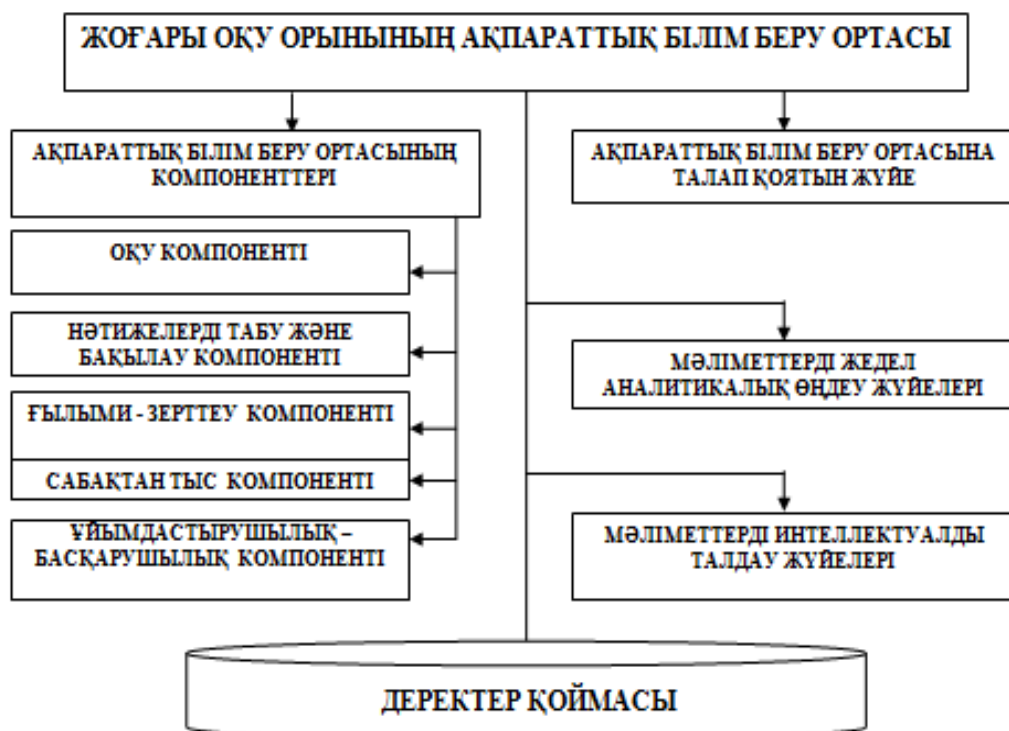 ЖОҒАРЫ ОҚУ ОРЫНЫНЫҢ АҚПАРАТТЫҚ БІЛІМ БЕРУ ОРТАСЫ
АҚПАРАТТЫҚ БІЛІМ БЕРУ ОРТАСЫНЫҢ
КОМПОНЕНТТЕРІ
ОҚУ КОМПОНЕНТІ
НӘТИЖЕЛЕРДІ ТАБУ ЖӘНЕ
БАҚЫЛАУ КОМПОНЕНТІ
ҒЫЛЫМИ - ЗЕРТТЕУ КОМПОНЕНТІ
САБАҚТАН ТЫС КОМПОНЕНТІ
ҰЙЫМДАСТЫРУШЫЛЫҚ –
БАСҚАРУШЫЛЫҚ КОМПОНЕНТІ
АҚПАРАТТЫҚ БІЛІМ БЕРУ ОРТАСЫНА
ТАЛАП ҚОЯТЫН ЖҮЙЕ
МӘЛІМЕТТЕРДІ ЖЕДЕЛ
АНАЛИТИКАЛЫҚ ӨҢДЕУ ЖҮЙЕЛЕРІ
МӘЛІМЕТТЕРДІ ИНТЕЛЛЕКТУАЛДЫ
ТАЛДАУ ЖҮЙЕЛЕРІ
ДЕРЕКТЕР ҚОЙМАСЫ